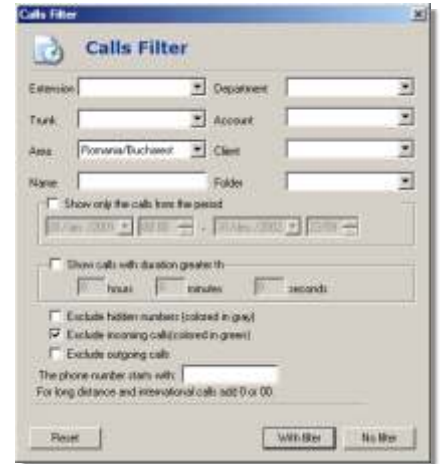 Calls Filter
Calls Filter
Extension Department
Trunk Account
Area Romania/Bucharest Client
Name Folder
Show only the calls from the period
Show calls with duration greater th
0 hours 0 minutes 0 seconds
Exclude hidden numbers (colored in gray)
Exclude incoming calls(colored in green)
Exclude outgoing calls
The phone number starts with:
For long distance and international calls add 0 or 00
Reset With filter No filter